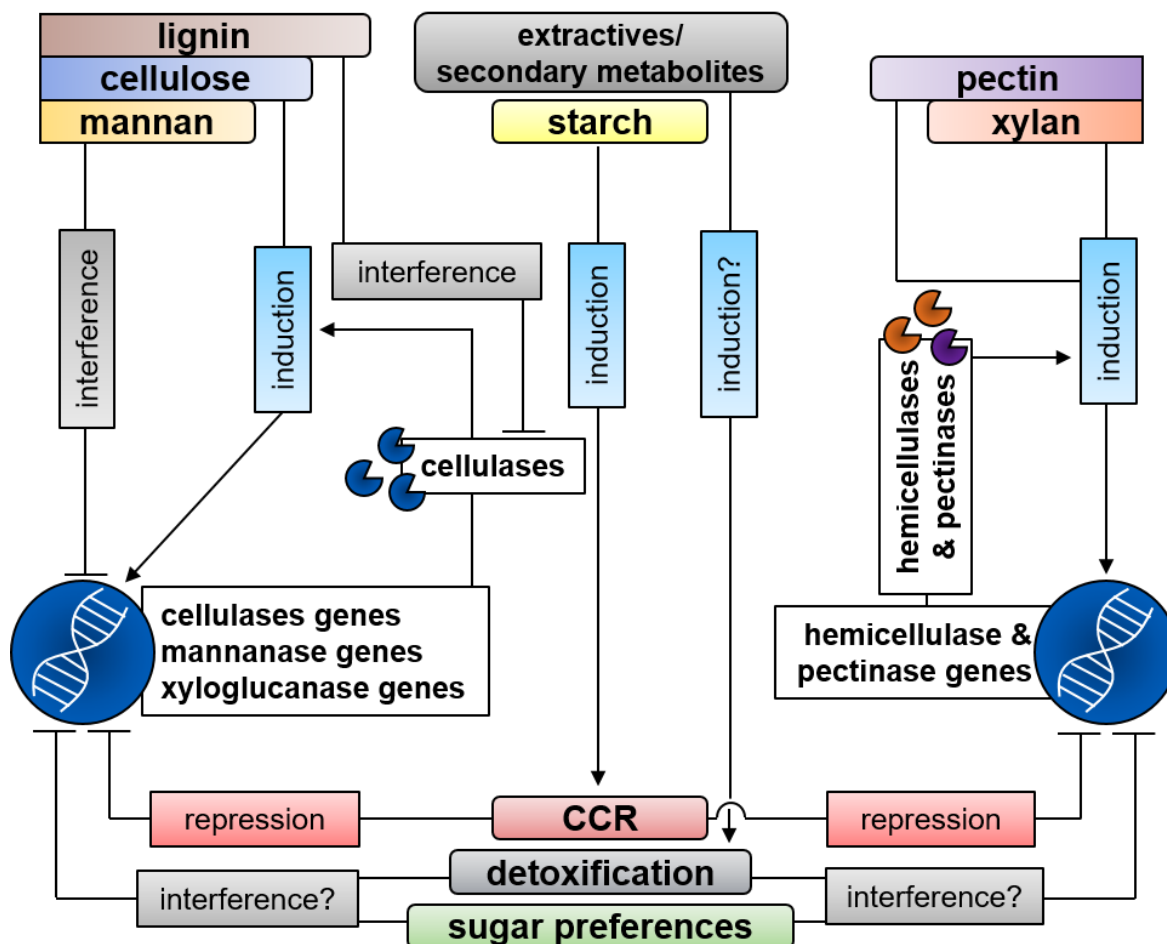 lignin
cellulose
mannan
extractives/
secondary metabolites
starch
pectin
xylan
interference
induction
interference
induction
induction?
induction
hemicellulases
& pectinases
cellulases
cellulases genes
mannanase genes
xyloglucanase genes
hemicellulase &
pectinase genes
repression
CCR
repression
detoxification
interference?
interference?
sugar preferences